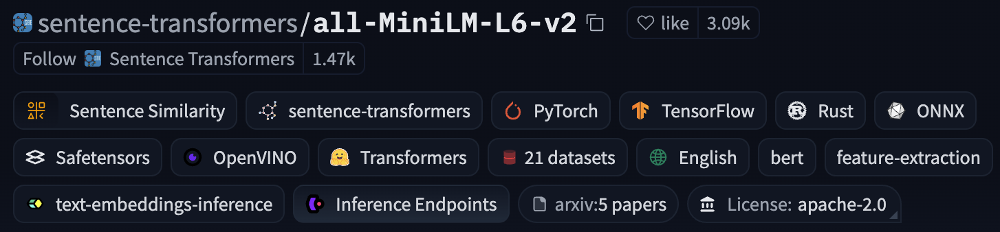 sentence-transformers/all-MiniLM-L6-v2 like 3.09k
Follow Sentence Transformers 1.47k
Sentence Similarity sentence-transformers PyTorch TensorFlow Rust ONNX
Safetensors OpenVINO Transformers 21 datasets English bert feature-extraction
text-embeddings-inference Inference Endpoints arxiv:5 papers License: apache-2.0